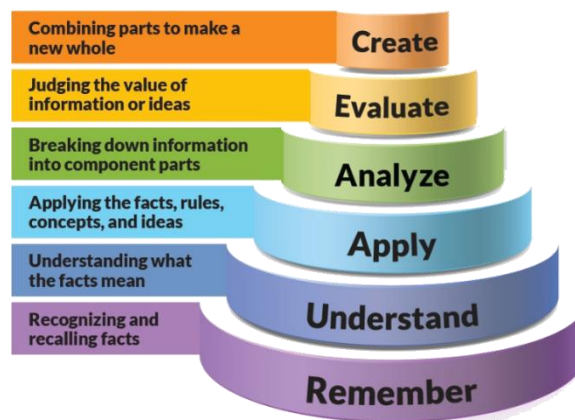 Combining parts to make a
new whole
Create
Judging the value of
information or ideas
Evaluate
Breaking down information
into component parts
Analyze
Applying the facts, rules,
concepts, and ideas
Apply
Understanding what
the facts mean
Understand
Recognizing and
recalling facts
Remember